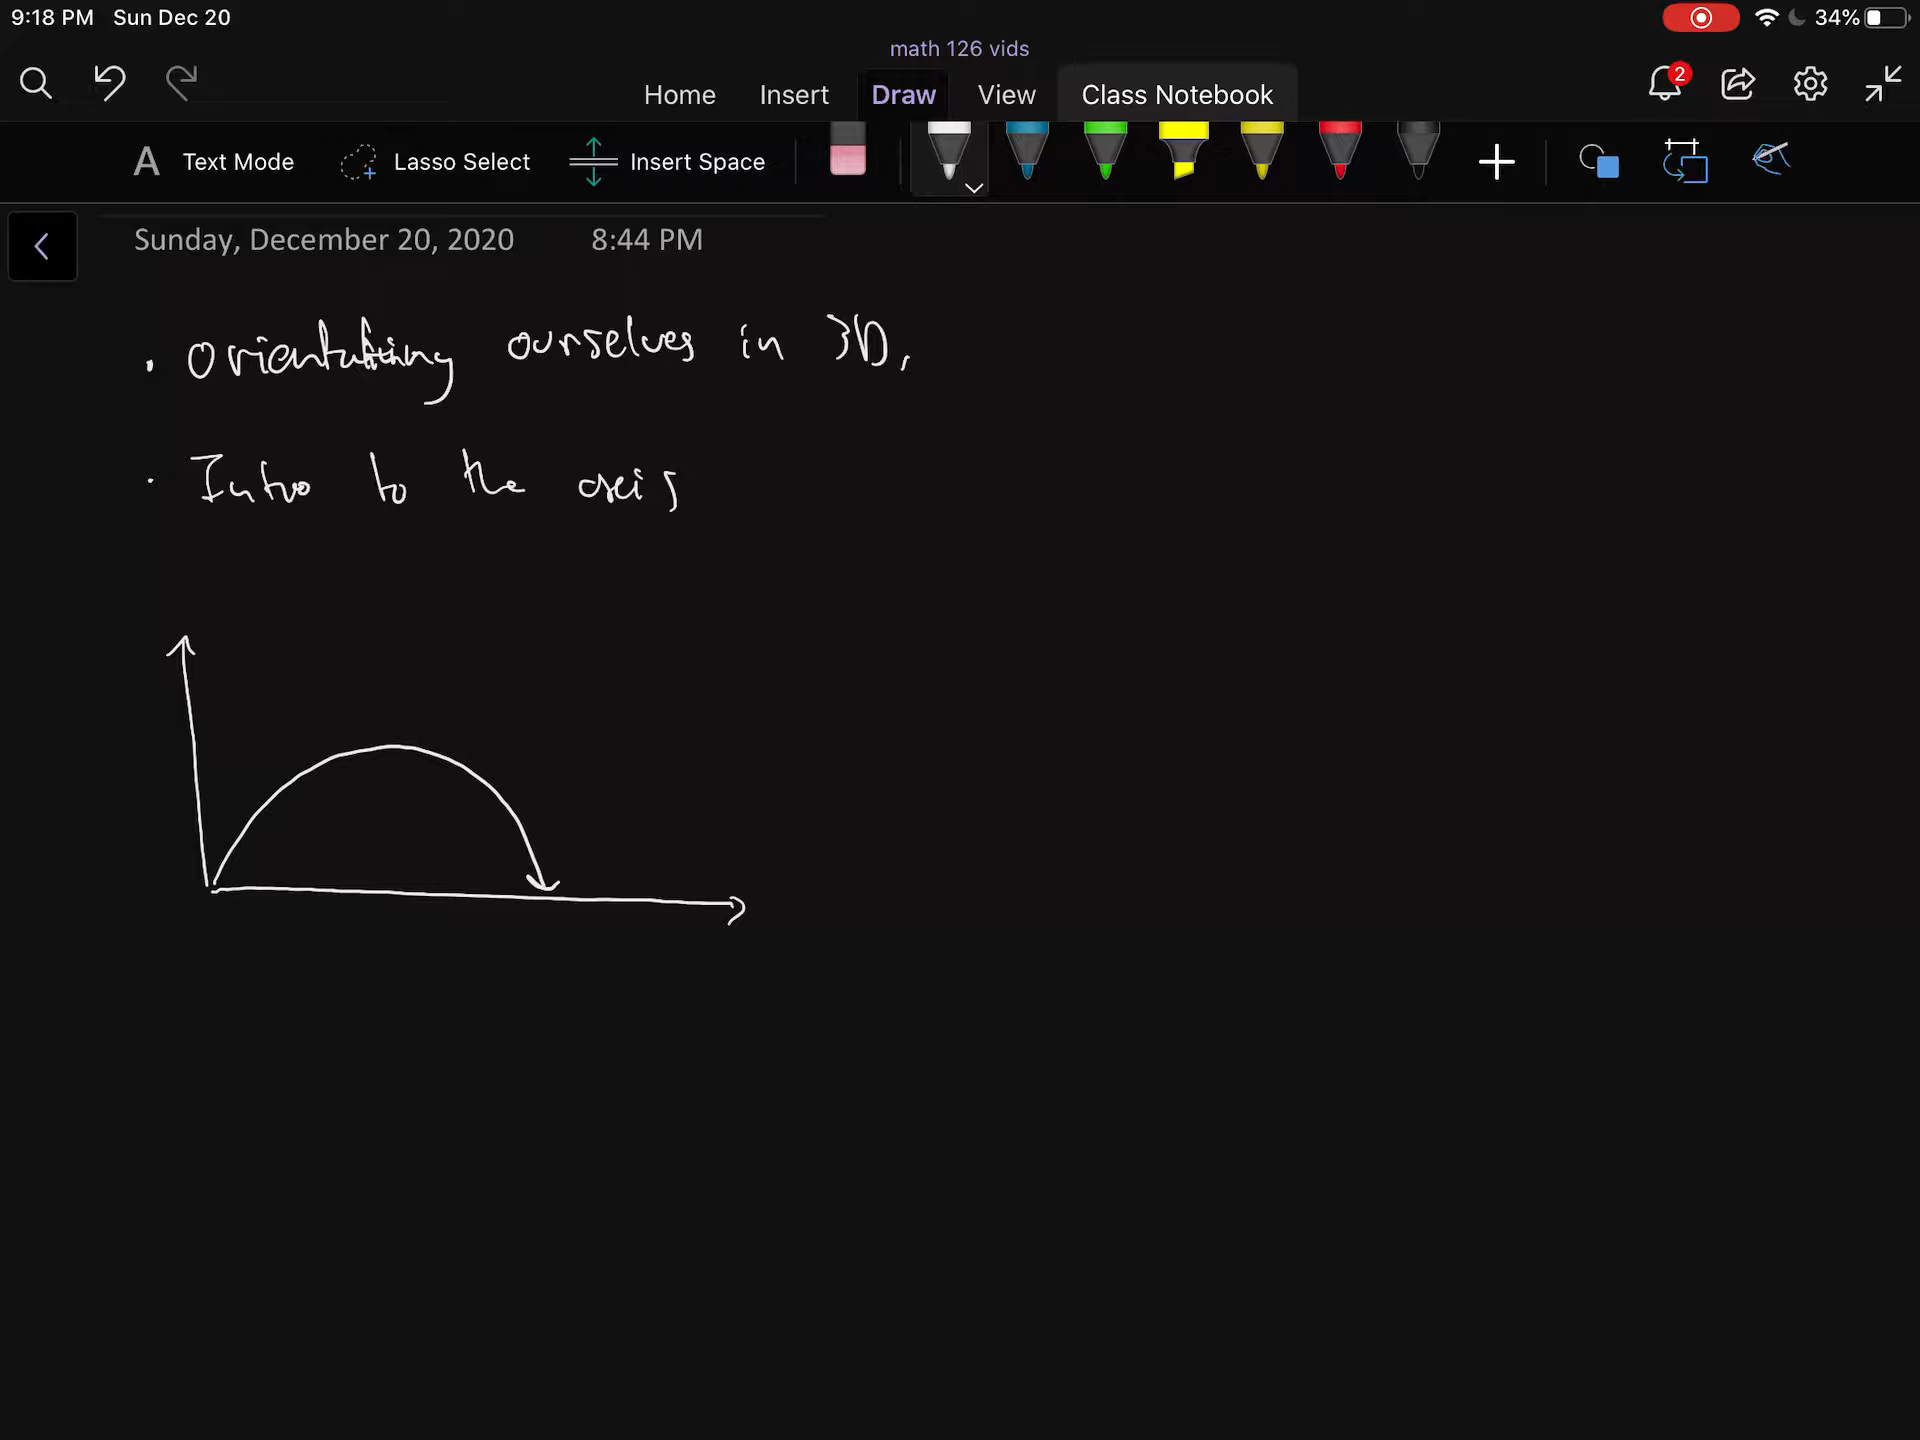 9:18 PM Sun Dec 20 34%
math 126 vids
2
Home Insert Draw View Class Notebook
A Text Mode Lasso Select Insert Space
Sunday, December 20, 2020 8:44 PM
ourselves in 3D,
· Intro to the axis